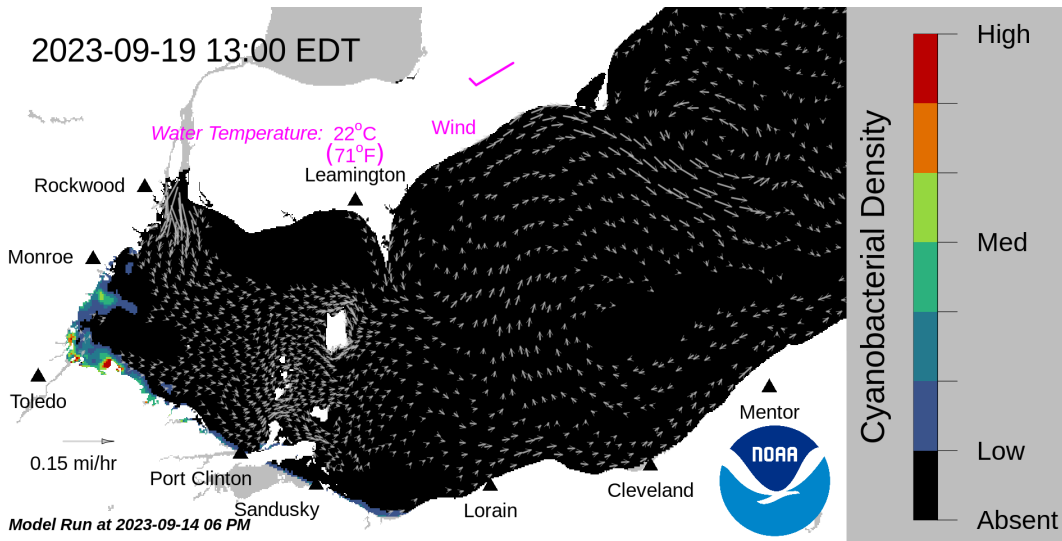 2023-09-19 13:00 EDT
Water Temperature: 22°C
(71°F)
Wind
Leamington
Rockwood
Monroe
Toledo
0.15 mi/hr
Port Clinton
Sandusky
Lorain
Cleveland
Mentor
NOAA
Model Run at 2023-09-14 06 PM
Cyanobacterial Density
High
Med
Low
Absent